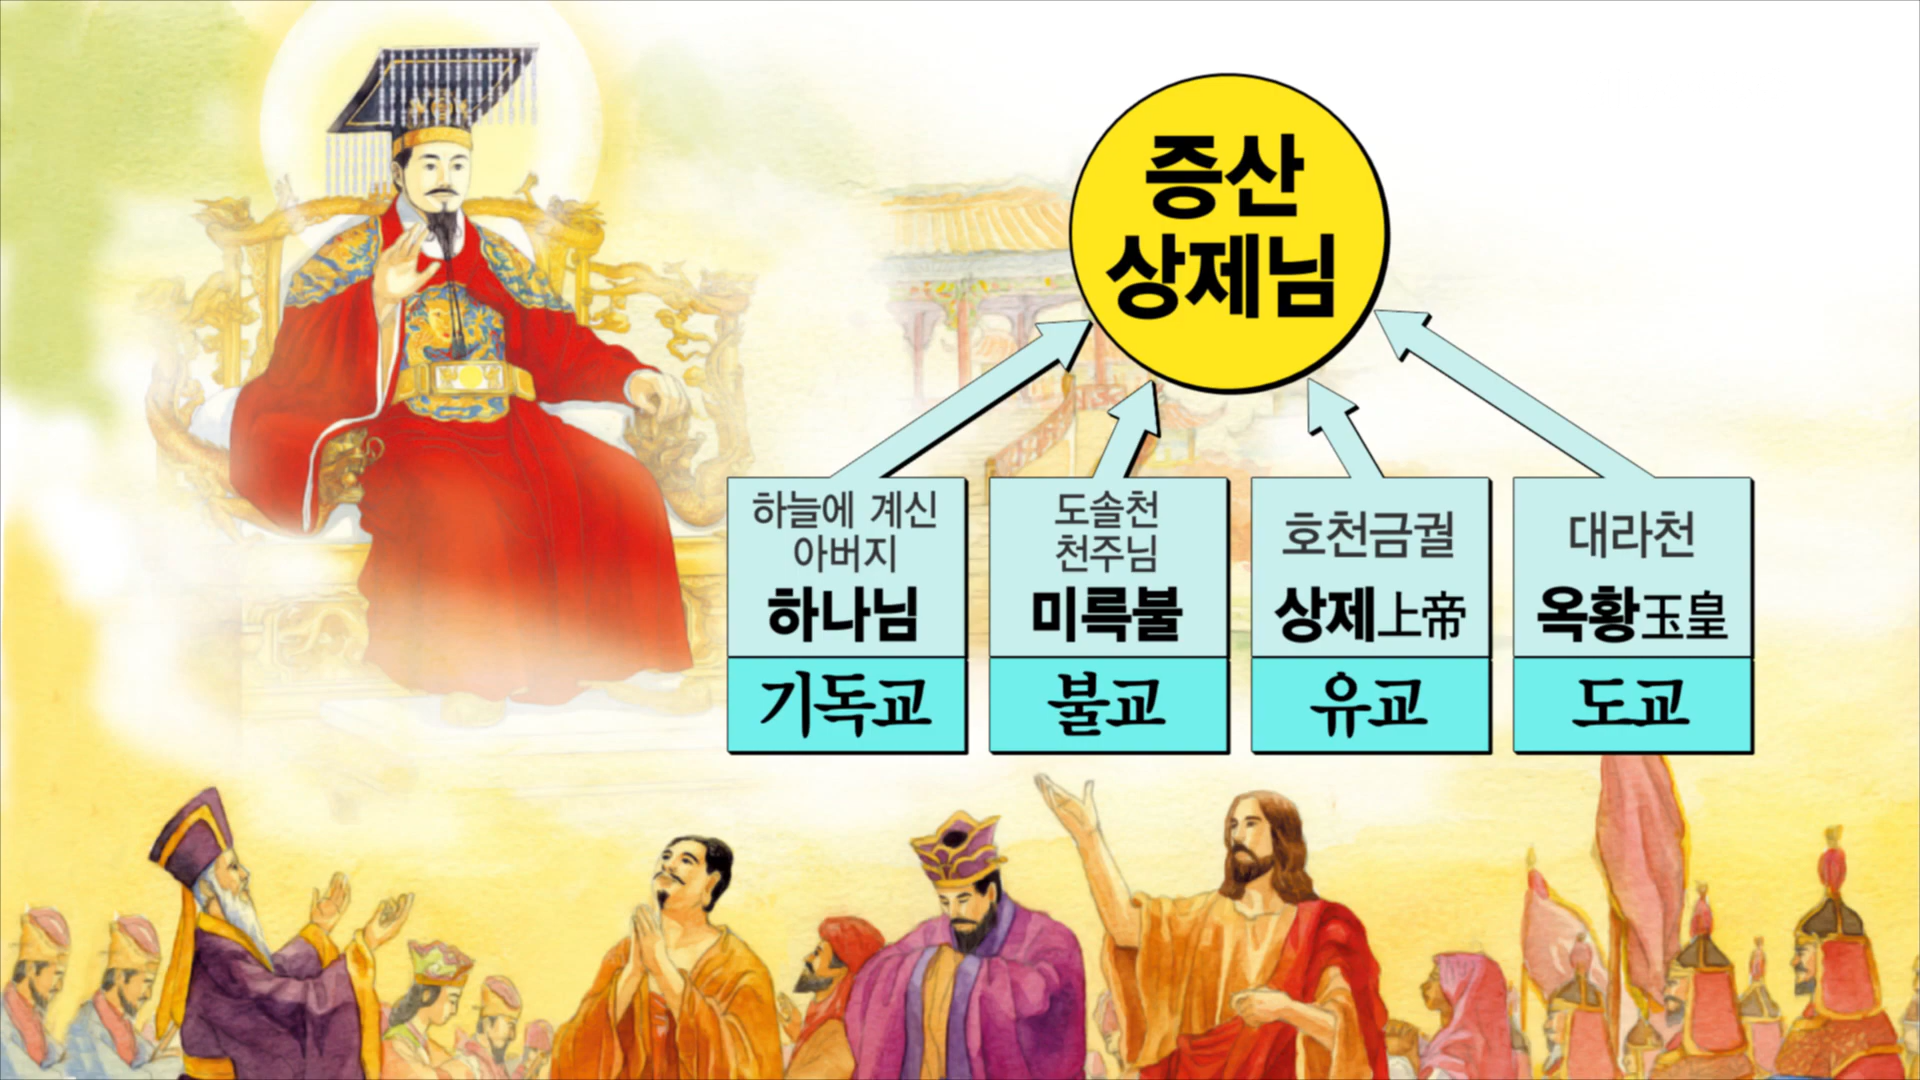 증산
상제님
하늘에 계신
아버지
하나님
기독교
도솔천
천주님
미륵불
불교
호천금궐
상제上帝
유교
대라천
옥황玉皇
도교